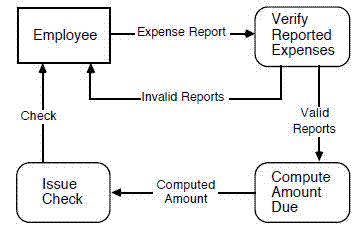 Employee
Expense Report
Verify
Reported
Expenses
Invalid Reports
Check
Valid
Reports
Issue
Check
Computed
Amount
Compute
Amount
Due